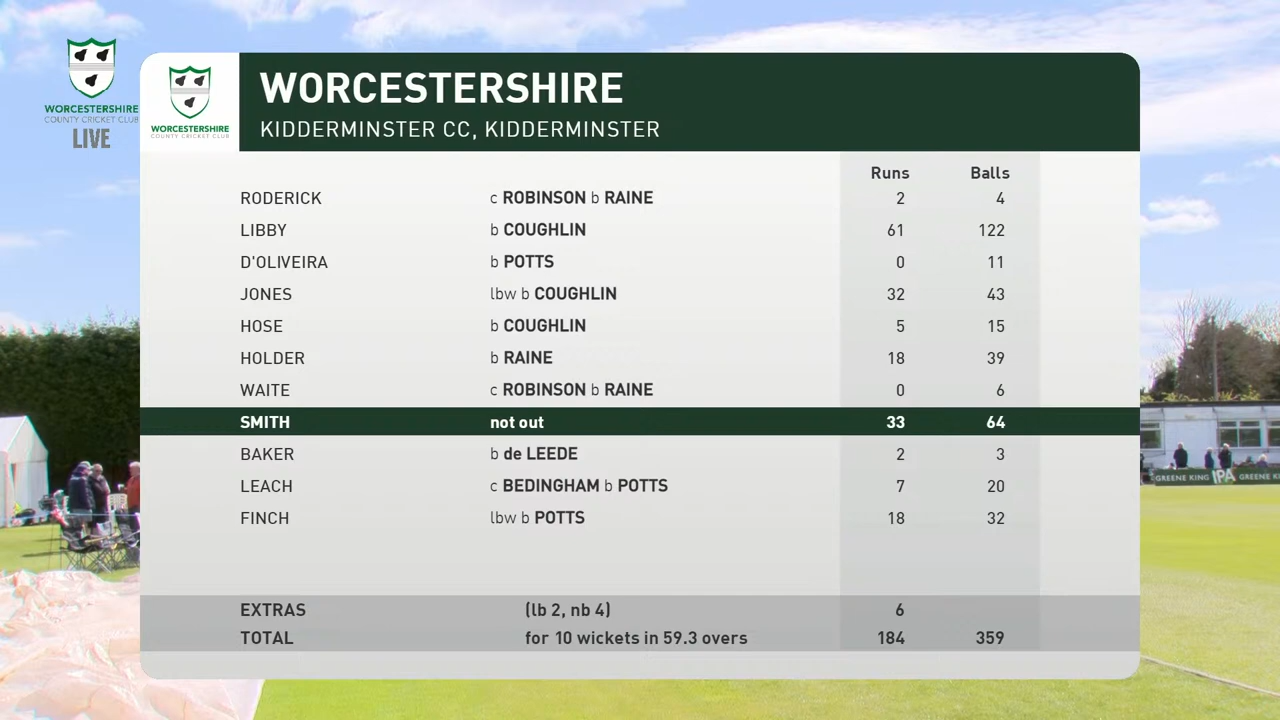 WORCESTERSHIRE
COUNTY CRICKET CLUB
LIVE
WORCESTERSHIRE
COUNTY CRICKET CLUB
WORCESTERSHIRE
KIDDERMINSTER CC, KIDDERMINSTER
Runs Balls
RODERICK c ROBINSON b RAINE 2 4
LIBBY b COUGHLIN 61 122
D'OLIVEIRA b POTTS 0 11
JONES lbw b COUGHLIN 32 43
HOSE b COUGHLIN 5 15
HOLDER b RAINE 18 39
WAITE c ROBINSON b RAINE 0 6
SMITH not out 33 64
BAKER b de LEEDE 2 3
LEACH c BEDINGHAM b POTTS 7 20
FINCH lbw b POTTS 18 32
EXTRAS (lb 2, nb 4) 6
TOTAL for 10 wickets in 59.3 overs 184 359
GREENE KING IPA GREENE KING